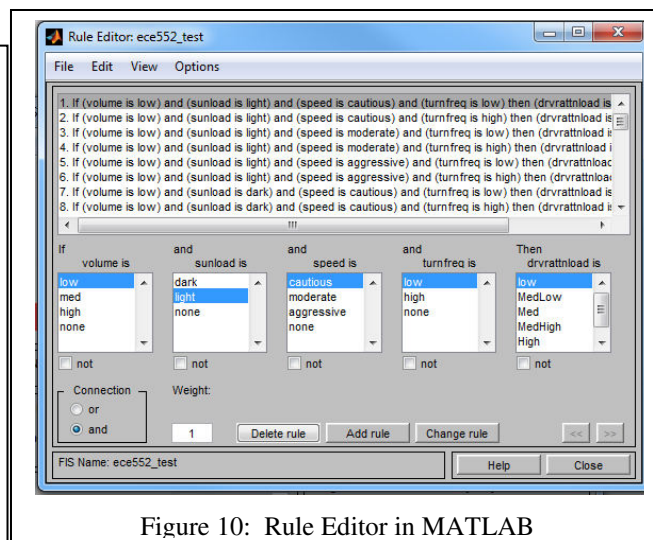 Rule Editor: ece552_test
File Edit View Options
1. If (volume is low) and (sunload is light) and (speed is cautious) and (turnfreq is low) then (drvrattnload is
2. If (volume is low) and (sunload is light) and (speed is cautious) and (turnfreq is high) then (drvrattnload is
3. If (volume is low) and (sunload is light) and (speed is moderate) and (turnfreq is low) then (drvrattnload i
4. If (volume is low) and (sunload is light) and (speed is moderate) and (turnfreq is high) then (drvrattnload
5. If (volume is low) and (sunload is light) and (speed is aggressive) and (turnfreq is low) then (drvrattnload
6. If (volume is low) and (sunload is light) and (speed is aggressive) and (turnfreq is high) then (drvrattnload
7. If (volume is low) and (sunload is dark) and (speed is cautious) and (turnfreq is low) then (drvrattnload is
8. If (volume is low) and (sunload is dark) and (speed is cautious) and (turnfreq is high) then (drvrattnload is
If and and and Then
volume is sunload is speed is turnfreq is drvrattnload is
low dark cautious low low
med light moderate high MedLow
high none aggressive none Med
none none MedHigh
High
not not not not not
Connection Weight:
or
and 1 Delete rule Add rule Change rule << >>
FIS Name: ece552_test Help Close
Figure 10: Rule Editor in MATLAB